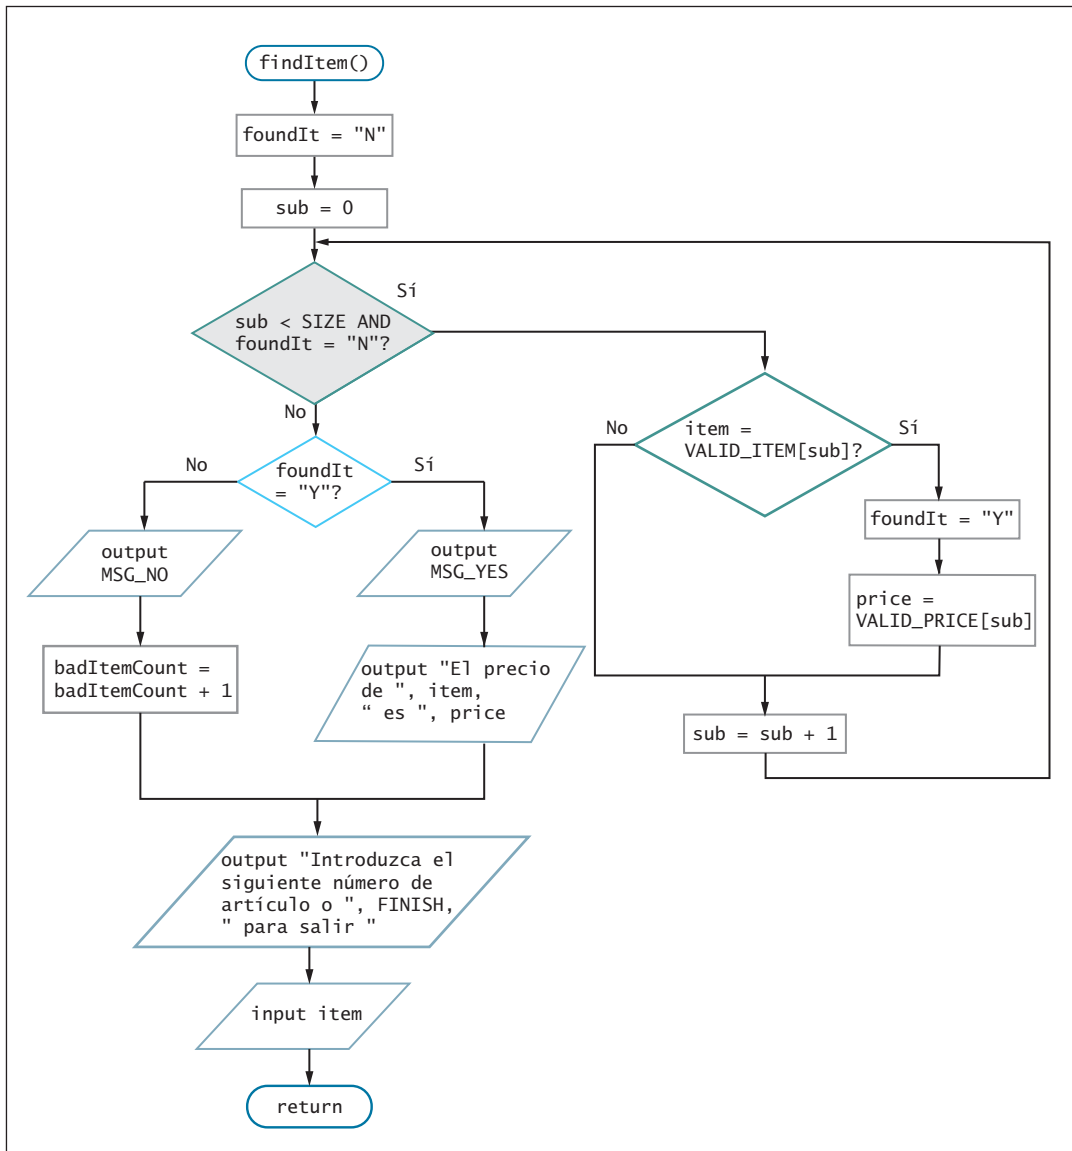 findItem()
foundIt = "N"
sub = 0
Sí
sub < SIZE AND
foundIt = "N"?
No
No
item =
VALID_ITEM[sub]?
Sí
foundIt = "Y"
price =
VALID_PRICE[sub]
sub = sub + 1
No
foundIt
= "Y"?
Sí
output
MSG_NO
badItemCount =
badItemCount + 1
output
MSG_YES
output "El precio
de ", item,
“ es ", price
output "Introduzca el
siguiente número de
artículo o ", FINISH,
" para salir "
input item
return